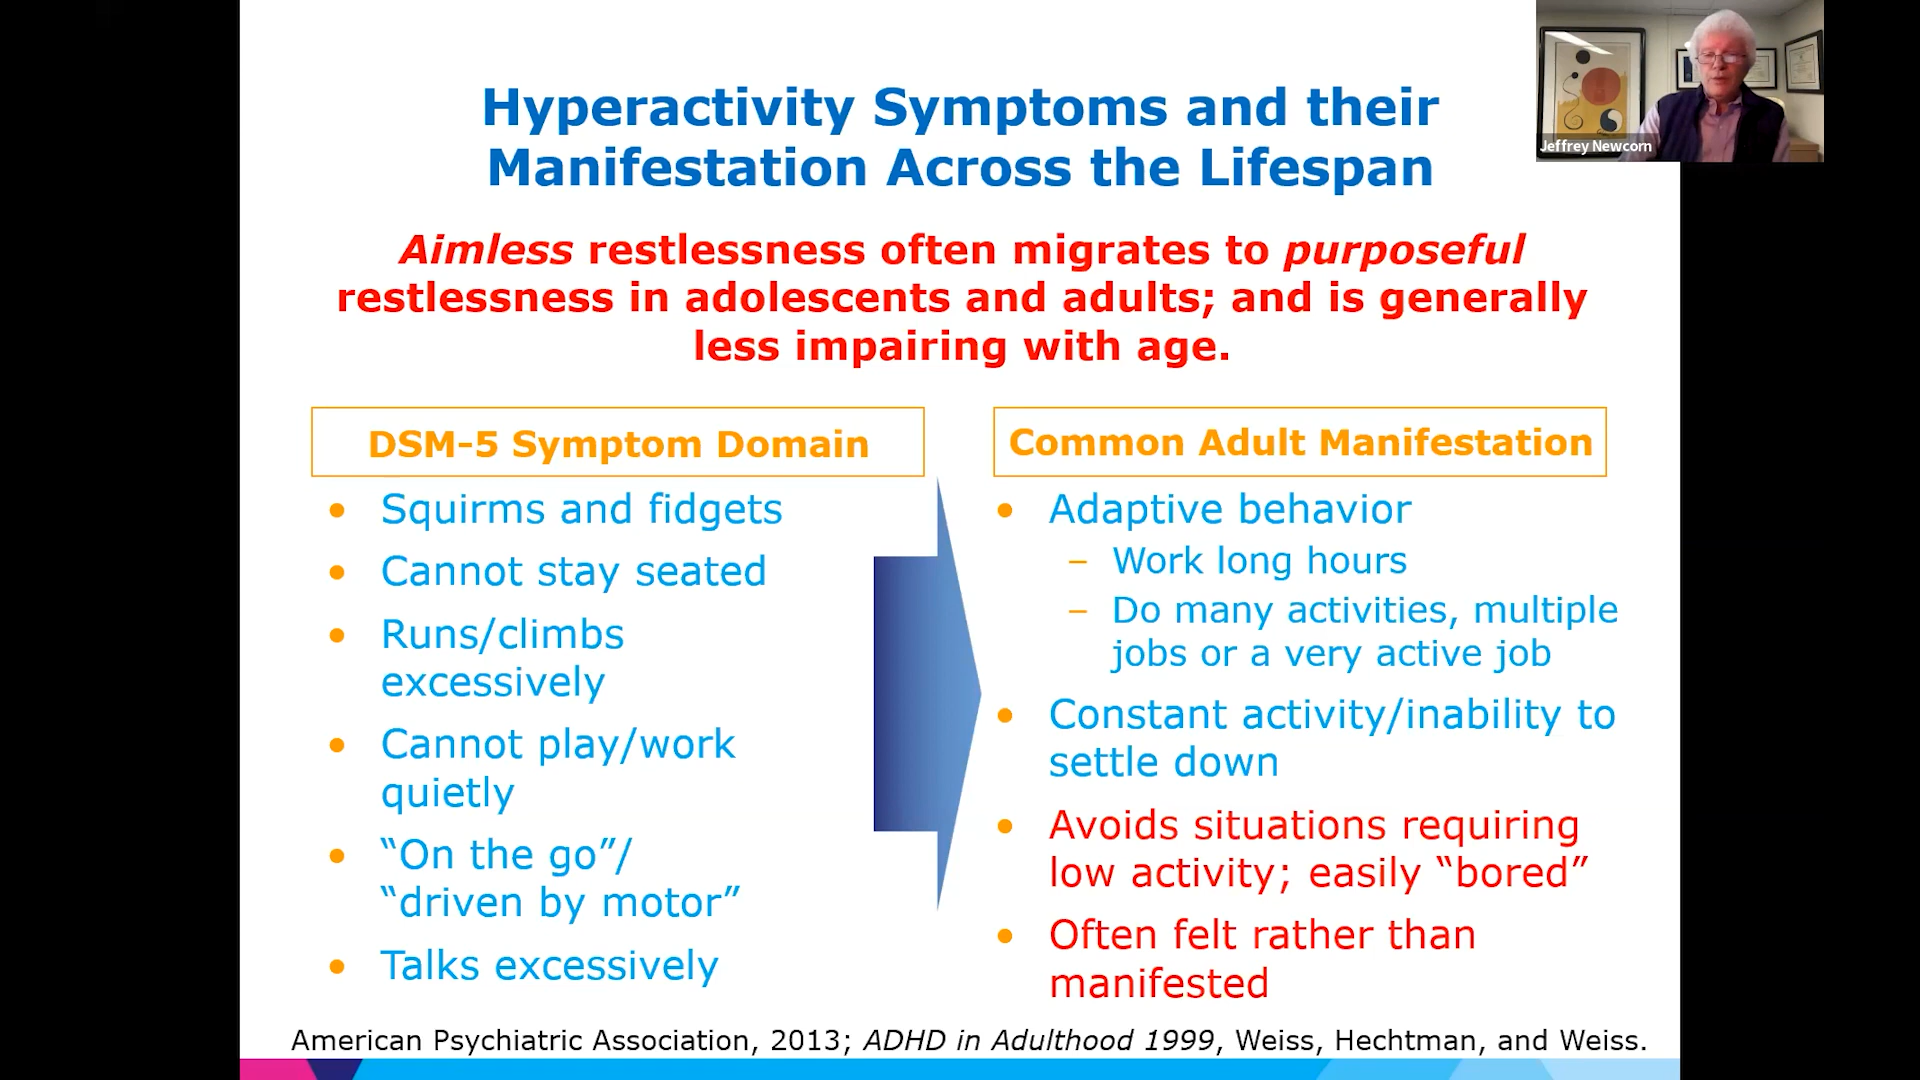 Hyperactivity Symptoms and their
Manifestation Across the Lifespan
Jeffrey Newcorn
Aimless restlessness often migrates to purposeful
restlessness in adolescents and adults; and is generally
less impairing with age.
DSM-5 Symptom Domain
• Squirms and fidgets
• Cannot stay seated
• Runs/climbs
excessively
• Cannot play/work
quietly
• “On the go”/
“driven by motor”
• Talks excessively
Common Adult Manifestation
• Adaptive behavior
– Work long hours
– Do many activities, multiple
jobs or a very active job
• Constant activity/inability to
settle down
• Avoids situations requiring
low activity; easily “bored”
• Often felt rather than
manifested
American Psychiatric Association, 2013; ADHD in Adulthood 1999, Weiss, Hechtman, and Weiss.